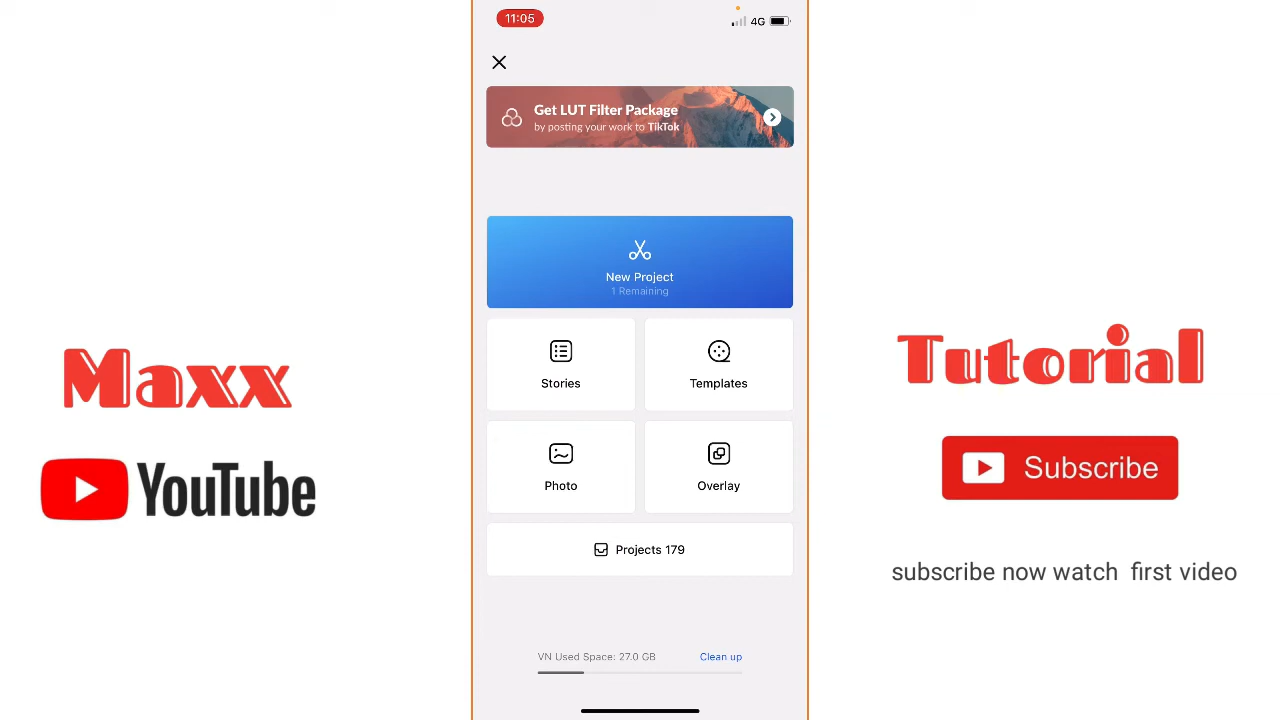 11:05
4G
Get LUT Filter Package
by posting your work to TikTok
New Project
1 Remaining
Stories
Templates
Photo
Overlay
Projects 179
VN Used Space: 27.0 GB
Clean up
Maxx
YouTube
Tutorial
Subscribe
subscribe now watch first video